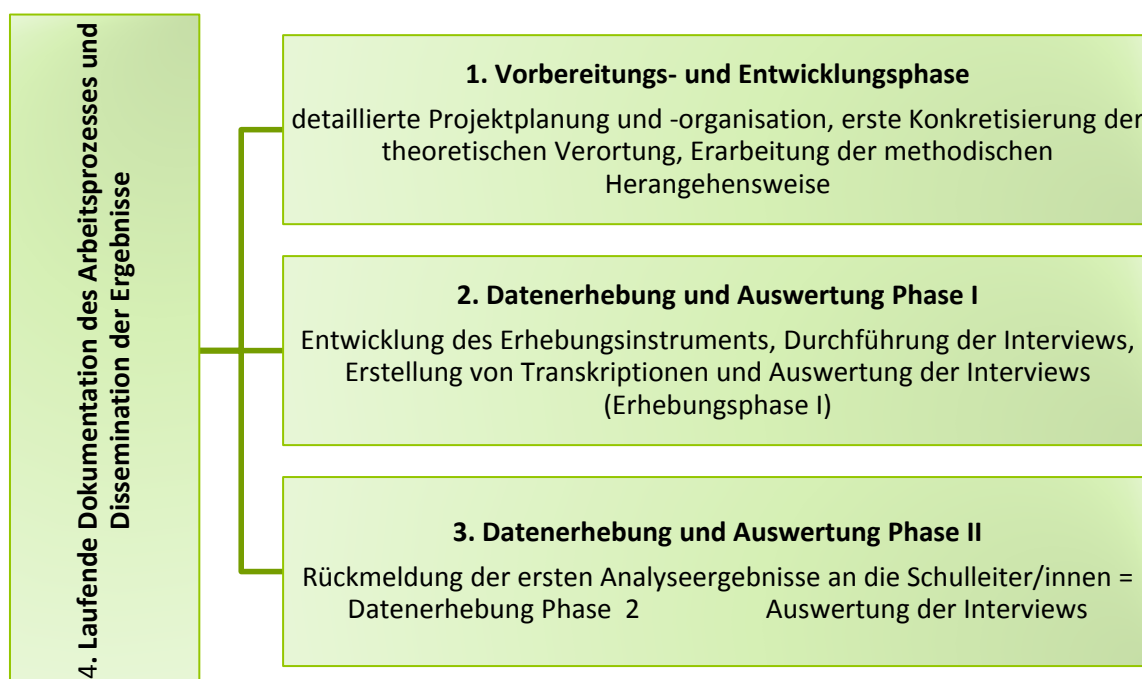 4. Laufende Dokumentation des Arbeitsprozesses und
Dissemination der Ergebnisse
1. Vorbereitungs- und Entwicklungsphase
detaillierte Projektplanung und -organisation, erste Konkretisierung der
theoretischen Verortung, Erarbeitung der methodischen
Herangehensweise
2. Datenerhebung und Auswertung Phase I
Entwicklung des Erhebungsinstruments, Durchführung der Interviews,
Erstellung von Transkriptionen und Auswertung der Interviews
(Erhebungsphase I)
3. Datenerhebung und Auswertung Phase II
Rückmeldung der ersten Analyseergebnisse an die Schulleiter/innen =
Datenerhebung Phase 2 Auswertung der Interviews